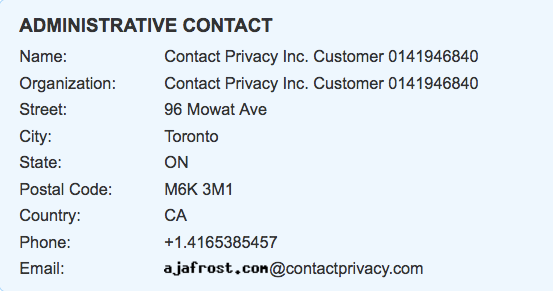 ADMINISTRATIVE CONTACT
Name: Contact Privacy Inc. Customer 0141946840
Organization: Contact Privacy Inc. Customer 0141946840
Street: 96 Mowat Ave
City: Toronto
State: ON
Postal Code: M6K 3M1
Country: CA
Phone: +1.4165385457
Email: ajafrost.com@contactprivacy.com